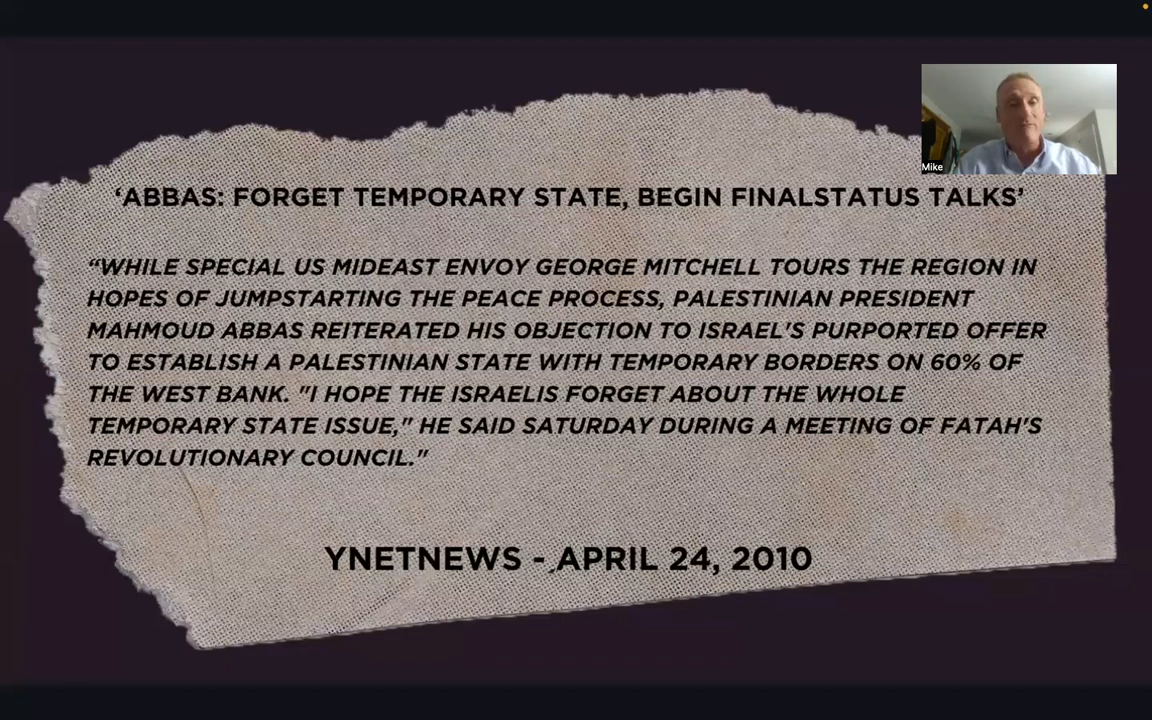 Mike
‘ABBAS: FORGET TEMPORARY STATE, BEGIN FINALSTATUS TALKS’
“WHILE SPECIAL US MIDEAST ENVOY GEORGE MITCHELL TOURS THE REGION IN
HOPES OF JUMPSTARTING THE PEACE PROCESS, PALESTINIAN PRESIDENT
MAHMOUD ABBAS REITERATED HIS OBJECTION TO ISRAEL'S PURPORTED OFFER
TO ESTABLISH A PALESTINIAN STATE WITH TEMPORARY BORDERS ON 60% OF
THE WEST BANK. "I HOPE THE ISRAELIS FORGET ABOUT THE WHOLE
TEMPORARY STATE ISSUE," HE SAID SATURDAY DURING A MEETING OF FATAH'S
REVOLUTIONARY COUNCIL.”
YNETNEWS - APRIL 24, 2010